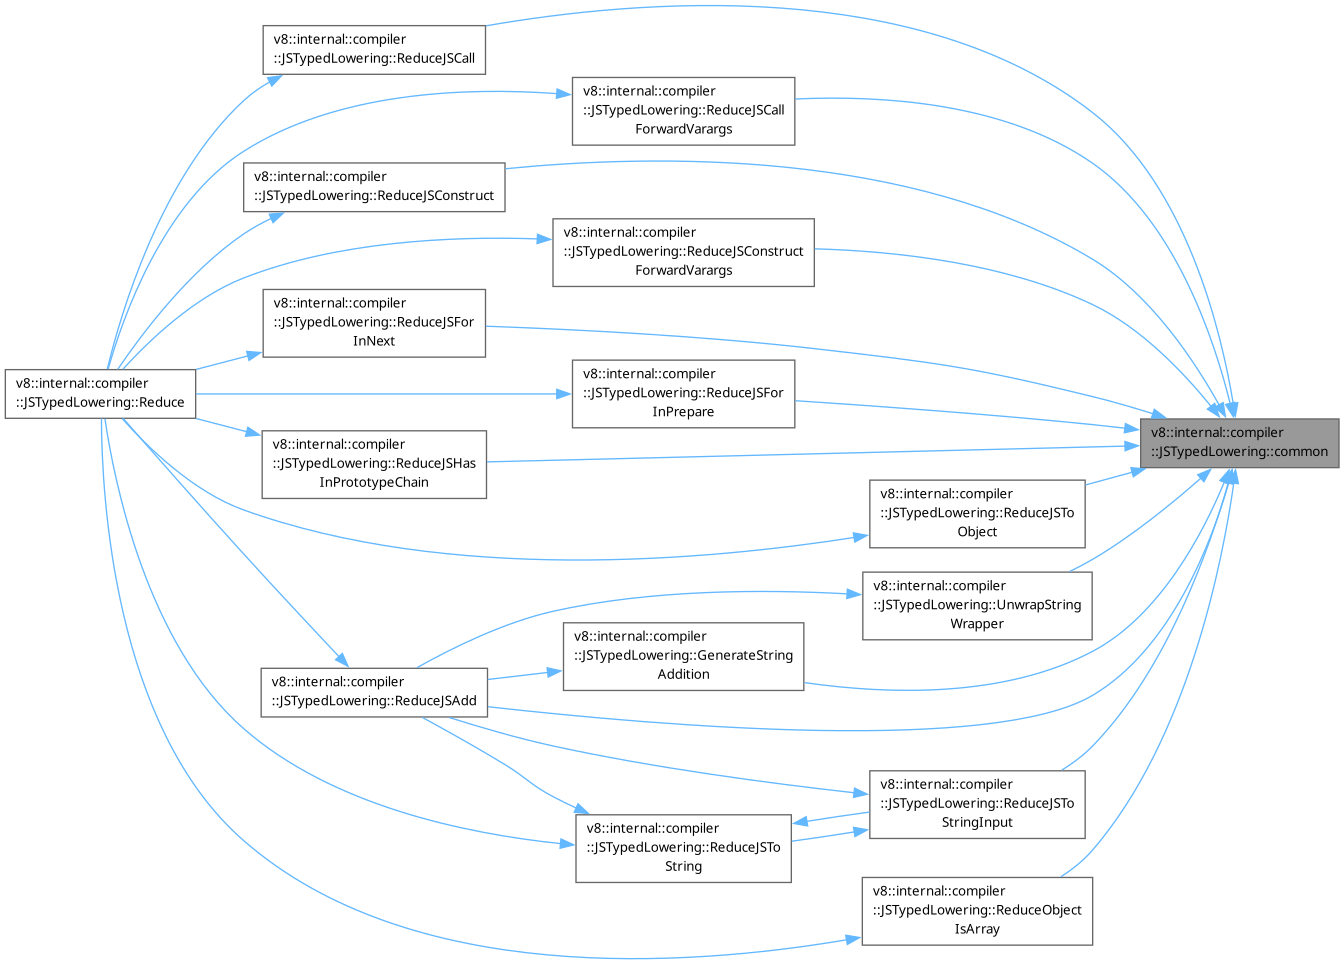 v8::internal::compiler
::JSTypedLowering::ReduceJSCall
v8::internal::compiler
::JSTypedLowering::ReduceJSCall
ForwardVarargs
v8::internal::compiler
::JSTypedLowering::ReduceJSConstruct
v8::internal::compiler
::JSTypedLowering::ReduceJSConstruct
ForwardVarargs
v8::internal::compiler
::JSTypedLowering::ReduceJSFor
InNext
v8::internal::compiler
::JSTypedLowering::Reduce
v8::internal::compiler
::JSTypedLowering::ReduceJSFor
InPrepare
v8::internal::compiler
::JSTypedLowering::common
v8::internal::compiler
::JSTypedLowering::ReduceJSHas
InPrototypeChain
v8::internal::compiler
::JSTypedLowering::ReduceJSTo
Object
v8::internal::compiler
::JSTypedLowering::UnwrapString
Wrapper
v8::internal::compiler
::JSTypedLowering::GenerateString
Addition
v8::internal::compiler
::JSTypedLowering::ReduceJSAdd
v8::internal::compiler
::JSTypedLowering::ReduceJSTo
StringInput
v8::internal::compiler
::JSTypedLowering::ReduceJSTo
String
v8::internal::compiler
::JSTypedLowering::ReduceObject
IsArray